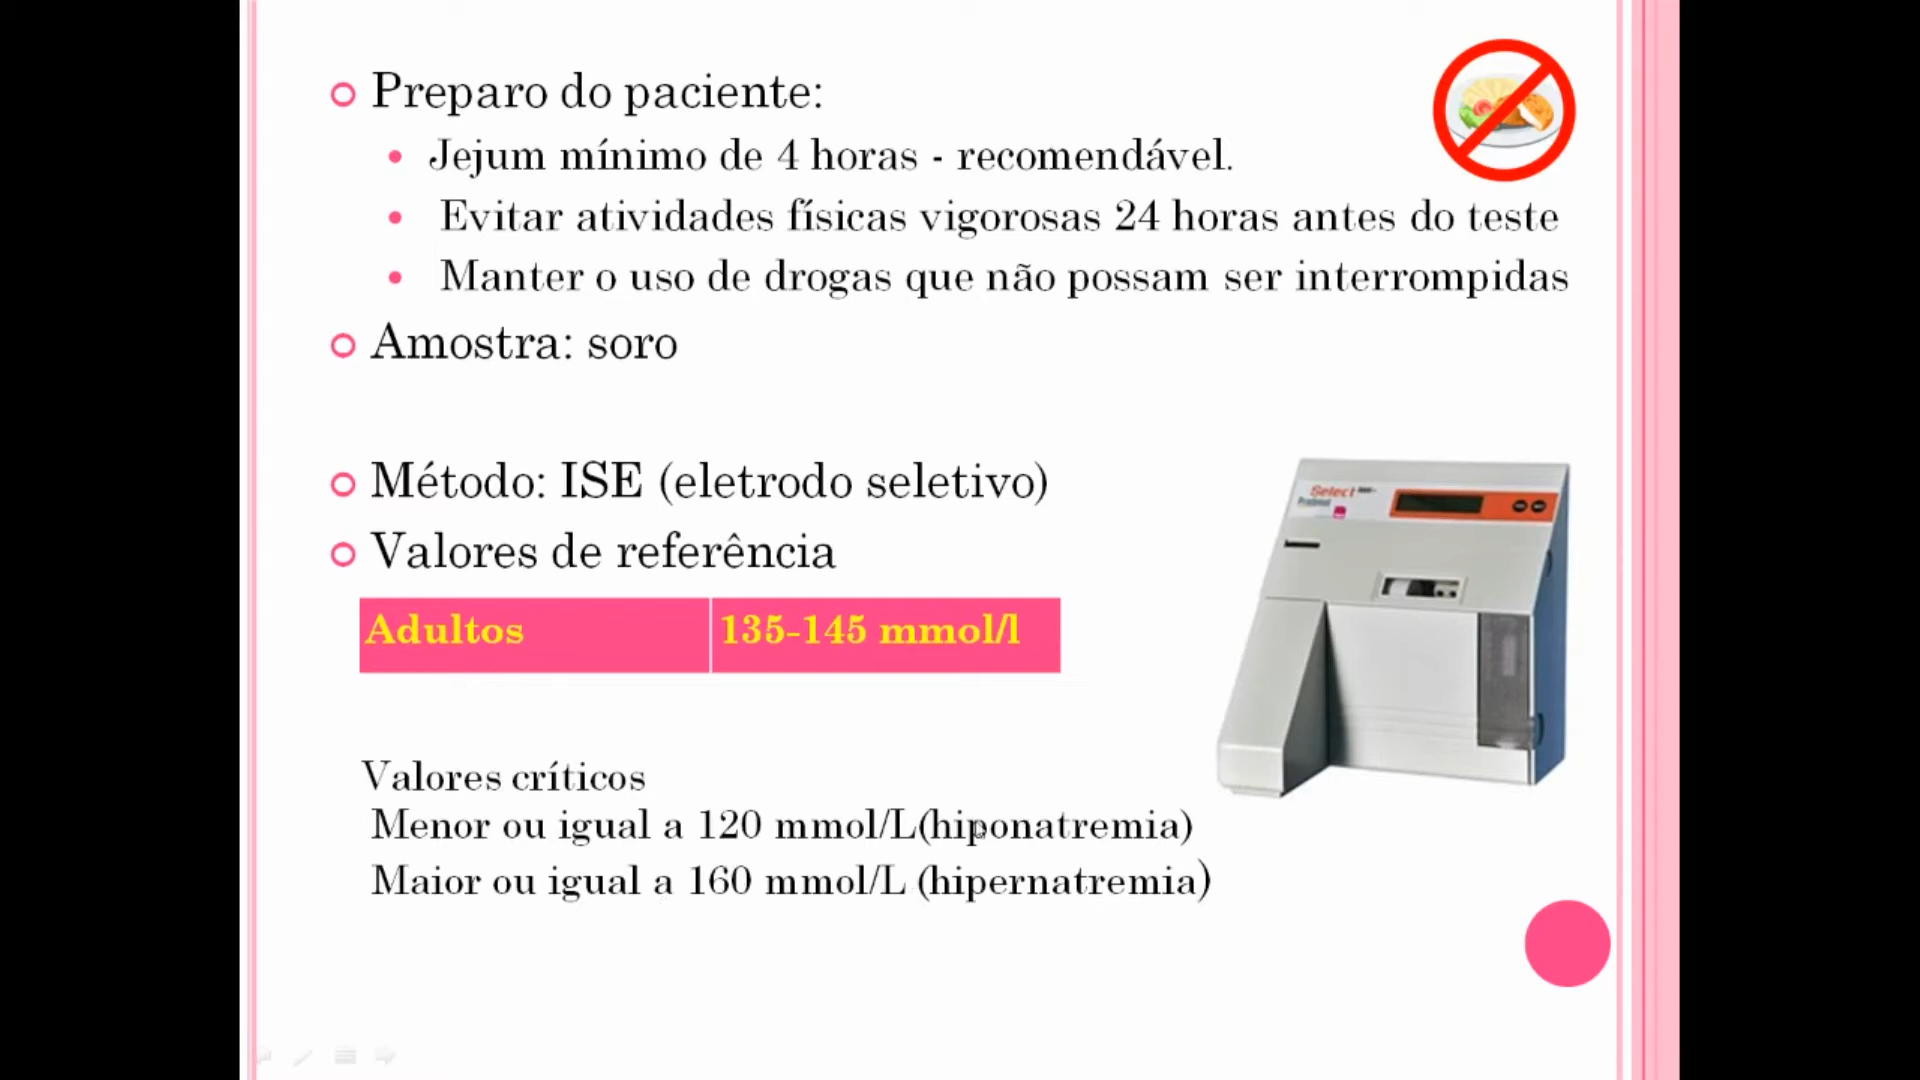 Preparo do paciente:
Jejum mínimo de 4 horas - recomendável.
Evitar atividades físicas vigorosas 24 horas antes do teste
Manter o uso de drogas que não possam ser interrompidas
Amostra: soro
Método: ISE (eletrodo seletivo)
Select
Valores de referência
Adultos 135-145 mmol/l
Valores críticos
Menor ou igual a 120 mmol/L(hiponatremia)
Maior ou igual a 160 mmol/L (hipernatremia)